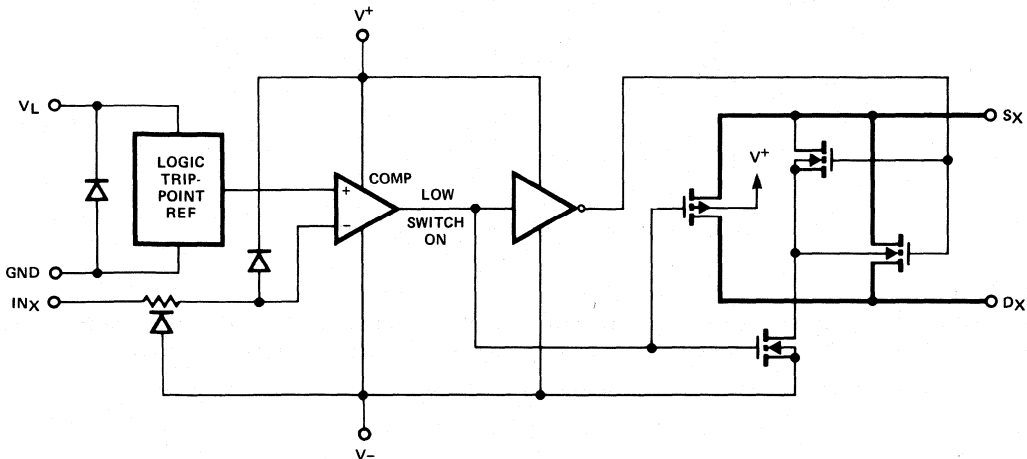 V+
VL
LOGIC
TRIP-
POINT
REF
+
COMP
−
LOW
SWITCH
ON
V+
SX
GND
INX
DX
V−